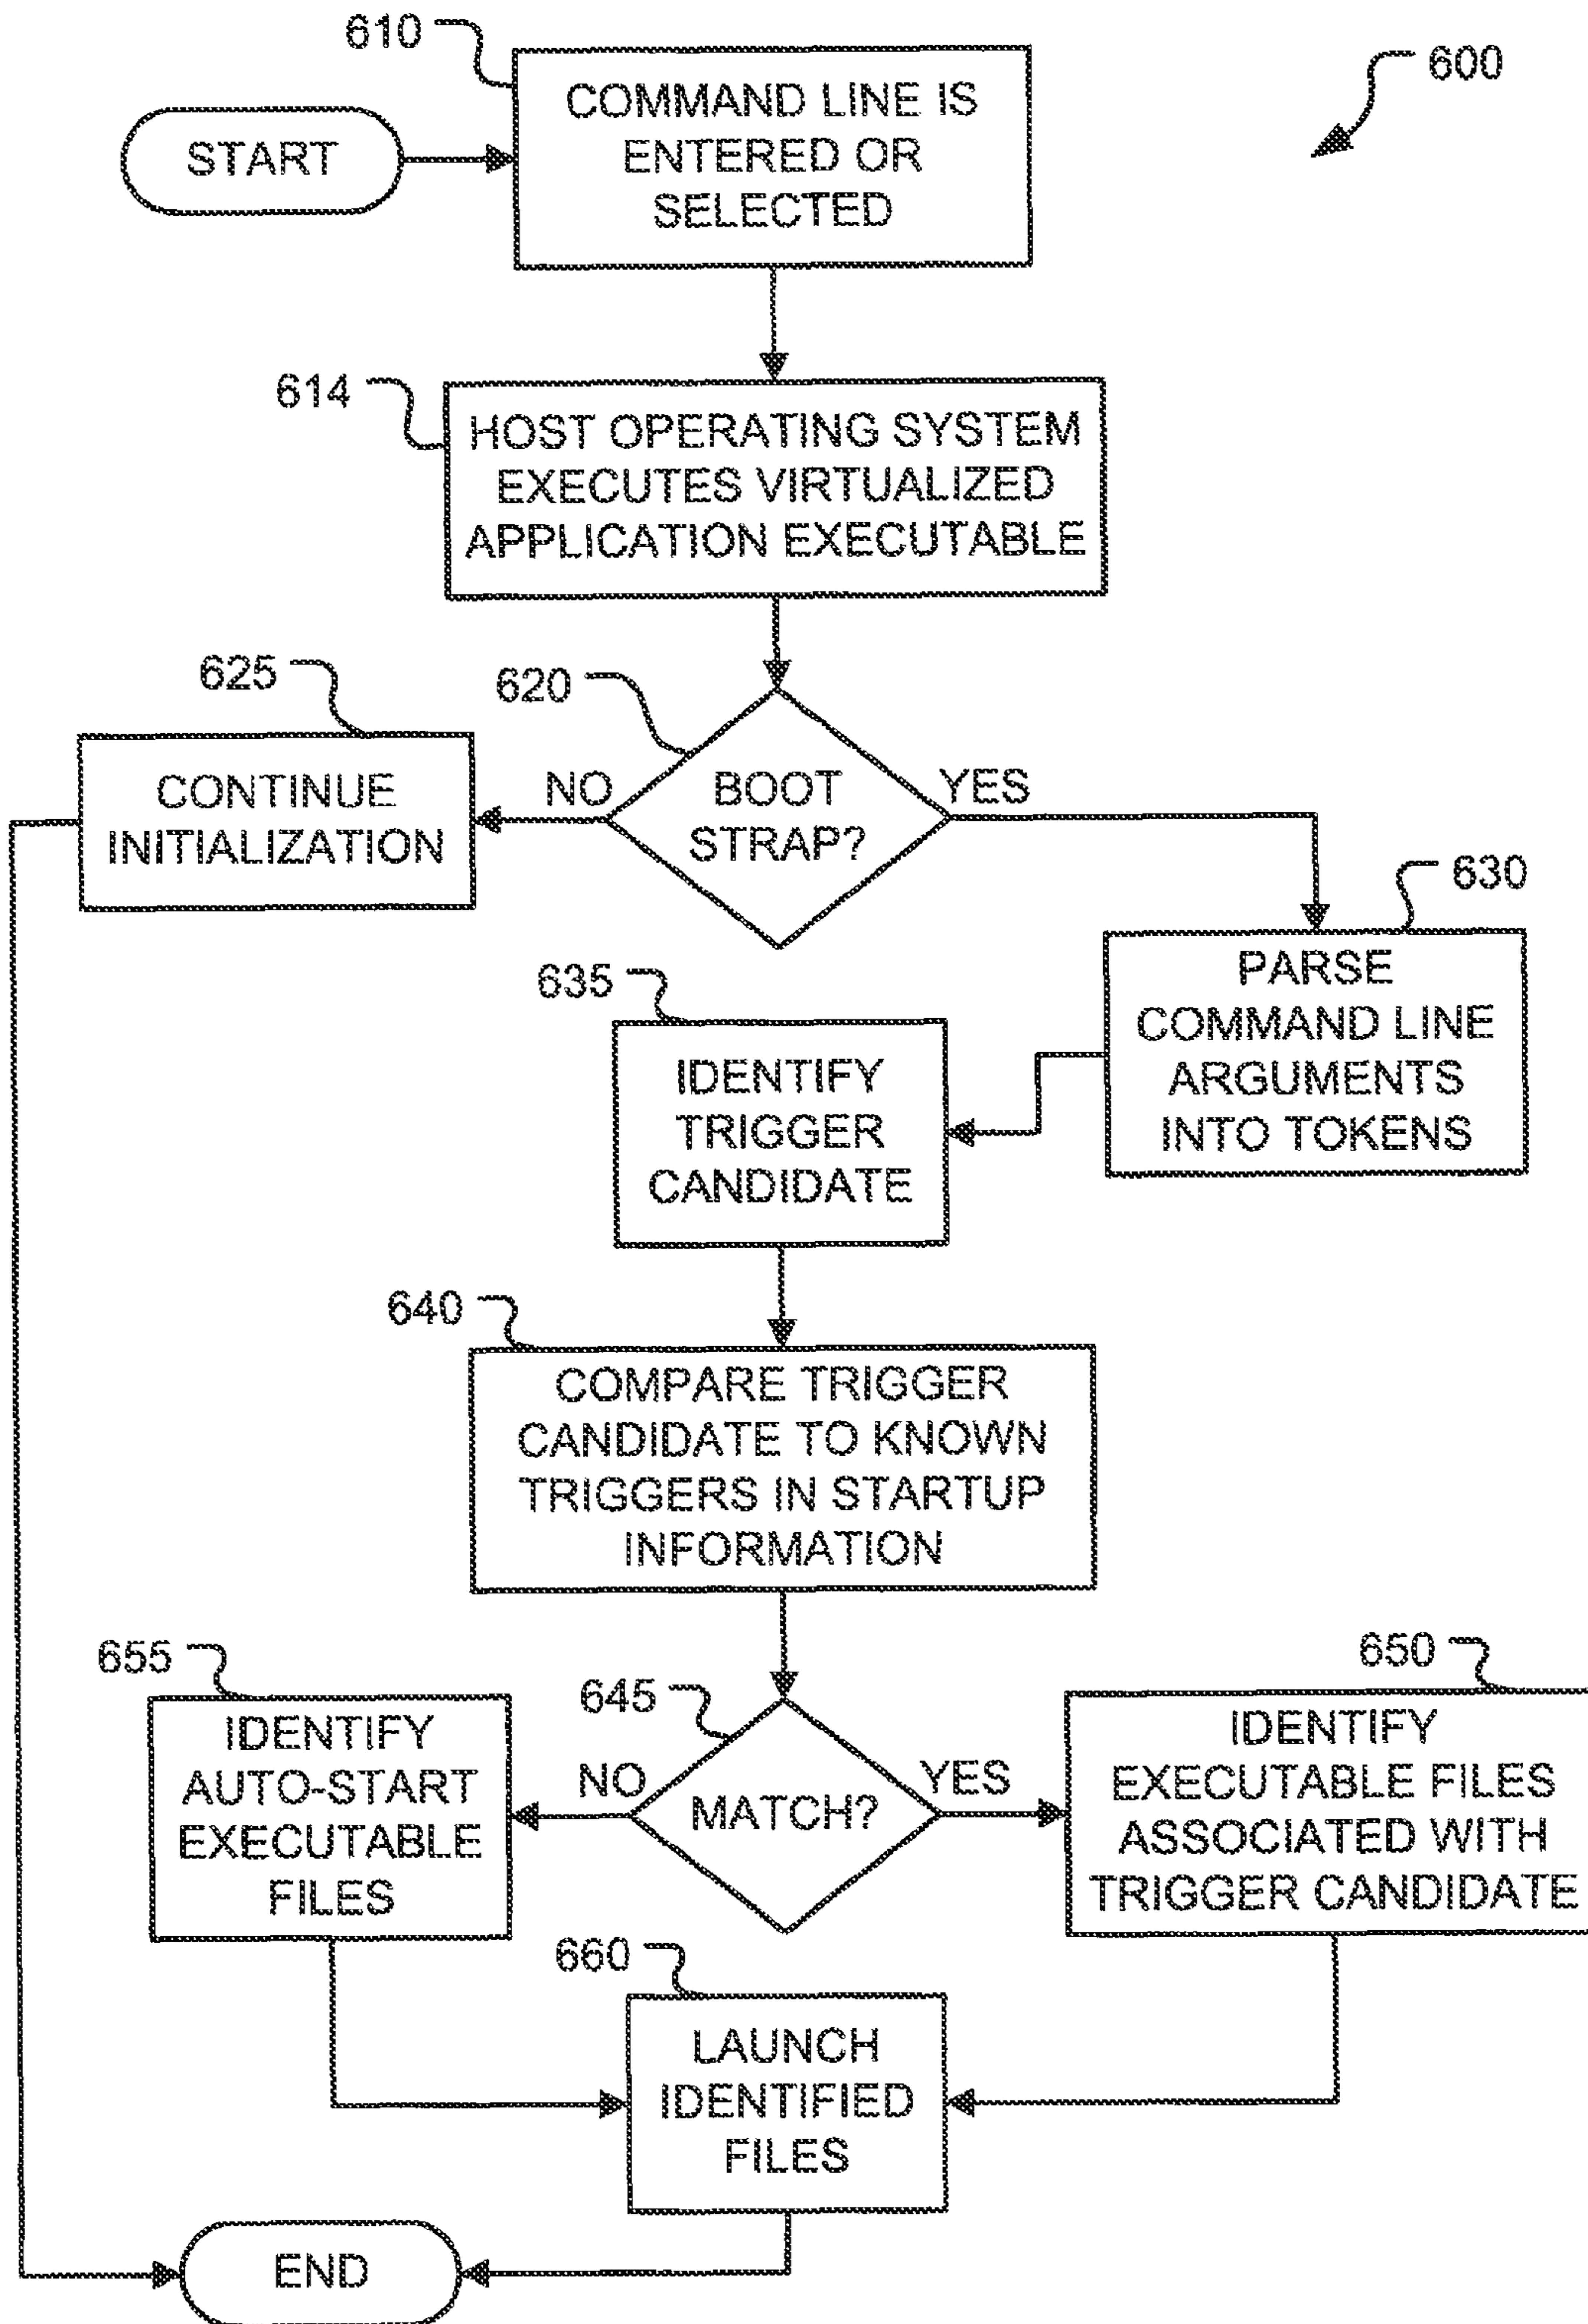 610
600
START
COMMAND LINE IS
ENTERED OR
SELECTED
614
HOST OPERATING SYSTEM
EXECUTES VIRTUALIZED
APPLICATION EXECUTABLE
625
620
CONTINUE
INITIALIZATION
NO
BOOT
STRAP?
YES
630
PARSE
COMMAND LINE
ARGUMENTS
INTO TOKENS
635
IDENTIFY
TRIGGER
CANDIDATE
640
COMPARE TRIGGER
CANDIDATE TO KNOWN
TRIGGERS IN STARTUP
INFORMATION
655
645
650
IDENTIFY
AUTO-START
EXECUTABLE
FILES
NO
MATCH?
YES
IDENTIFY
EXECUTABLE FILES
ASSOCIATED WITH
TRIGGER CANDIDATE
660
LAUNCH
IDENTIFIED
FILES
END